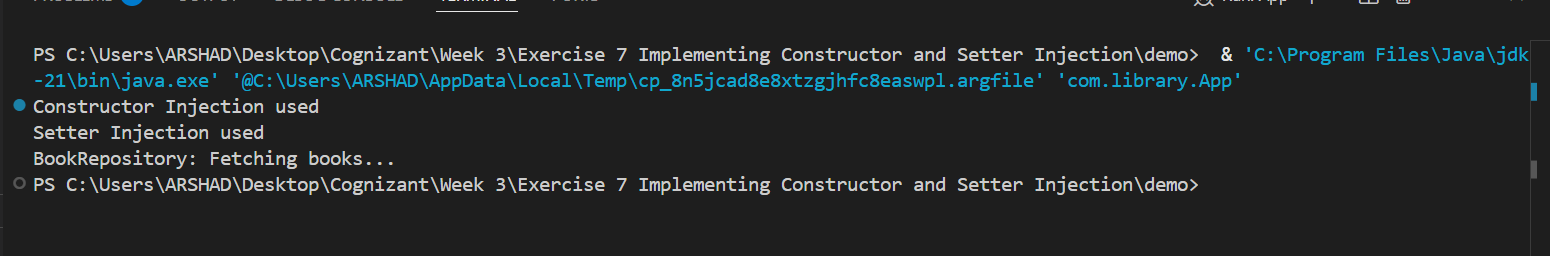 TERMINAL
PS C:\Users\ARSHAD\Desktop\Cognizant\Week 3\Exercise 7 Implementing Constructor and Setter Injection\demo>  & 'C:\Program Files\Java\jdk
-21\bin\java.exe' '@C:\Users\ARSHAD\AppData\Local\Temp\cp_8n5jcad8e8xtzgjhfc8easwpl.argfile' 'com.library.App'
Constructor Injection used
Setter Injection used
BookRepository: Fetching books...
PS C:\Users\ARSHAD\Desktop\Cognizant\Week 3\Exercise 7 Implementing Constructor and Setter Injection\demo>